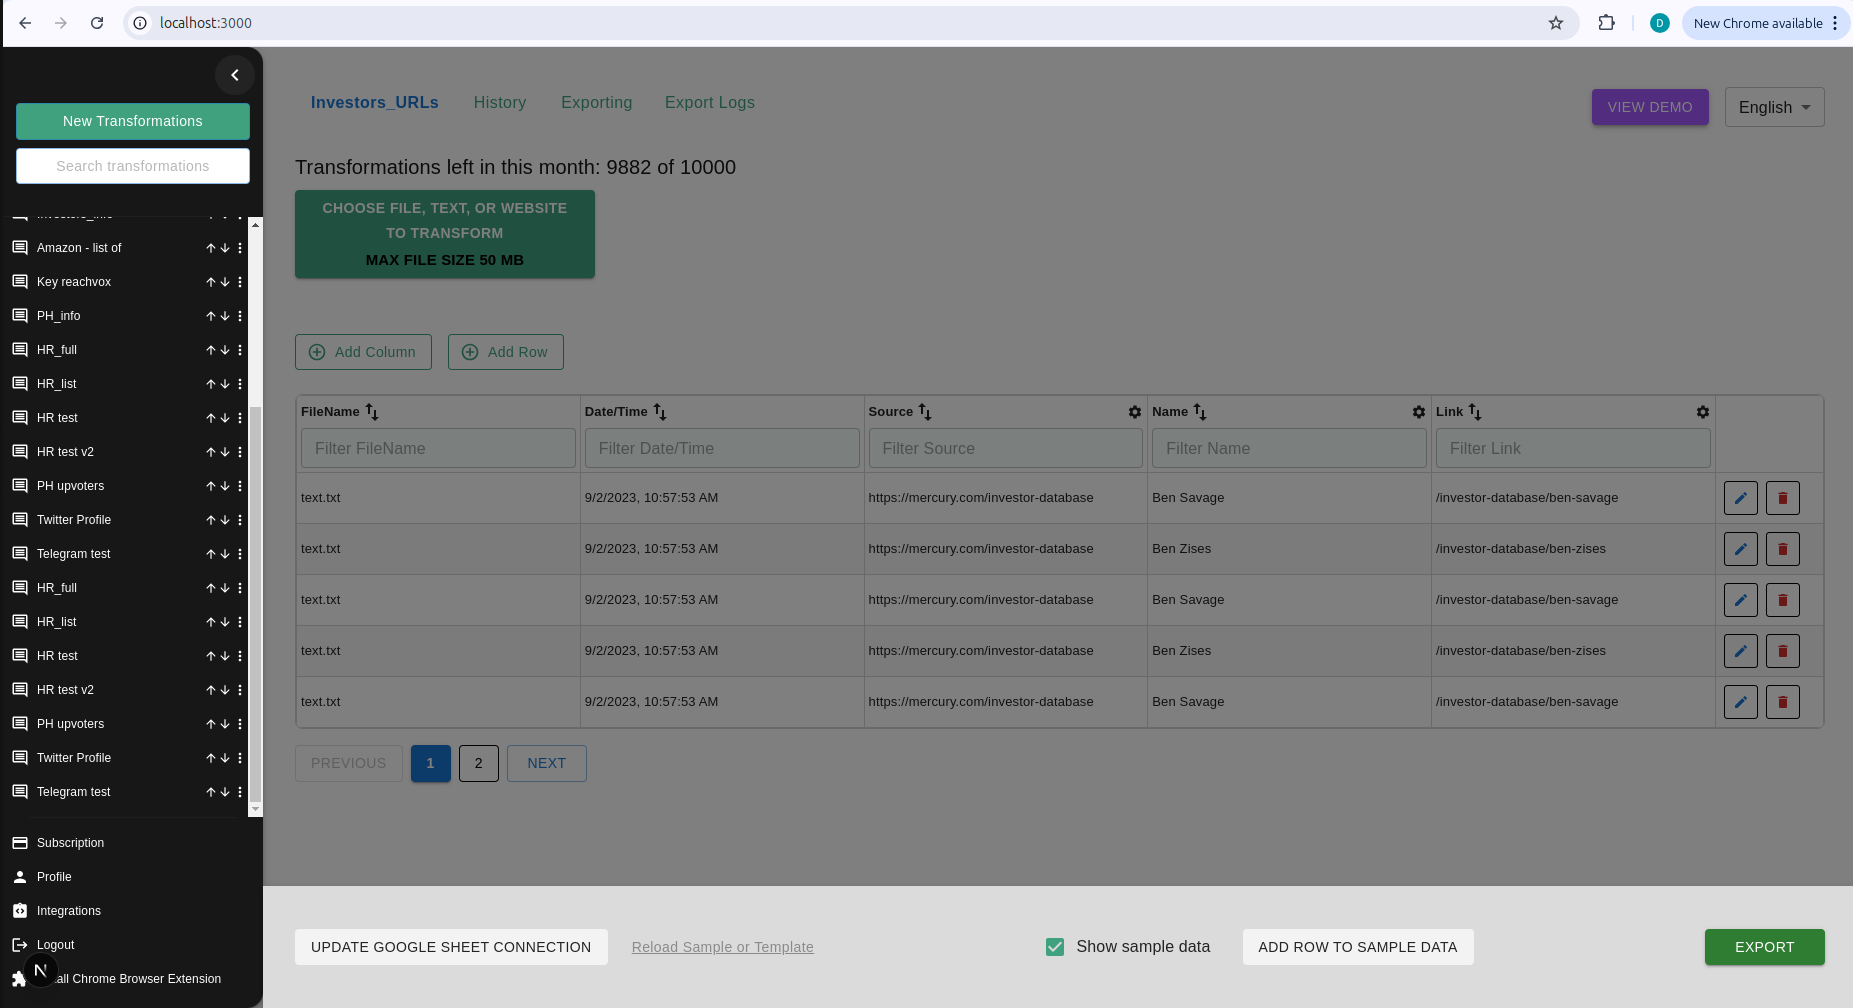 localhost:3000
D
New Chrome available
New Transformations
Search transformations
Investors_info
Amazon - list of
Key reachvox
PH_info
HR_full
HR_list
HR test
HR test v2
PH upvoters
Twitter Profile
Telegram test
HR_full
HR_list
HR test
HR test v2
PH upvoters
Twitter Profile
Telegram test
Subscription
Profile
Integrations
Logout
N
all Chrome Browser Extension
Investors_URLs History Exporting Export Logs
VIEW DEMO
English
Transformations left in this month: 9882 of 10000
CHOOSE FILE, TEXT, OR WEBSITE
TO TRANSFORM
MAX FILE SIZE 50 MB
Add Column Add Row
FileName Date/Time Source Name Link
Filter FileName Filter Date/Time Filter Source Filter Name Filter Link
text.txt 9/2/2023, 10:57:53 AM https://mercury.com/investor-database Ben Savage /investor-database/ben-savage
text.txt 9/2/2023, 10:57:53 AM https://mercury.com/investor-database Ben Zises /investor-database/ben-zises
text.txt 9/2/2023, 10:57:53 AM https://mercury.com/investor-database Ben Savage /investor-database/ben-savage
text.txt 9/2/2023, 10:57:53 AM https://mercury.com/investor-database Ben Zises /investor-database/ben-zises
text.txt 9/2/2023, 10:57:53 AM https://mercury.com/investor-database Ben Savage /investor-database/ben-savage
PREVIOUS 1 2 NEXT
UPDATE GOOGLE SHEET CONNECTION Reload Sample or Template Show sample data ADD ROW TO SAMPLE DATA EXPORT